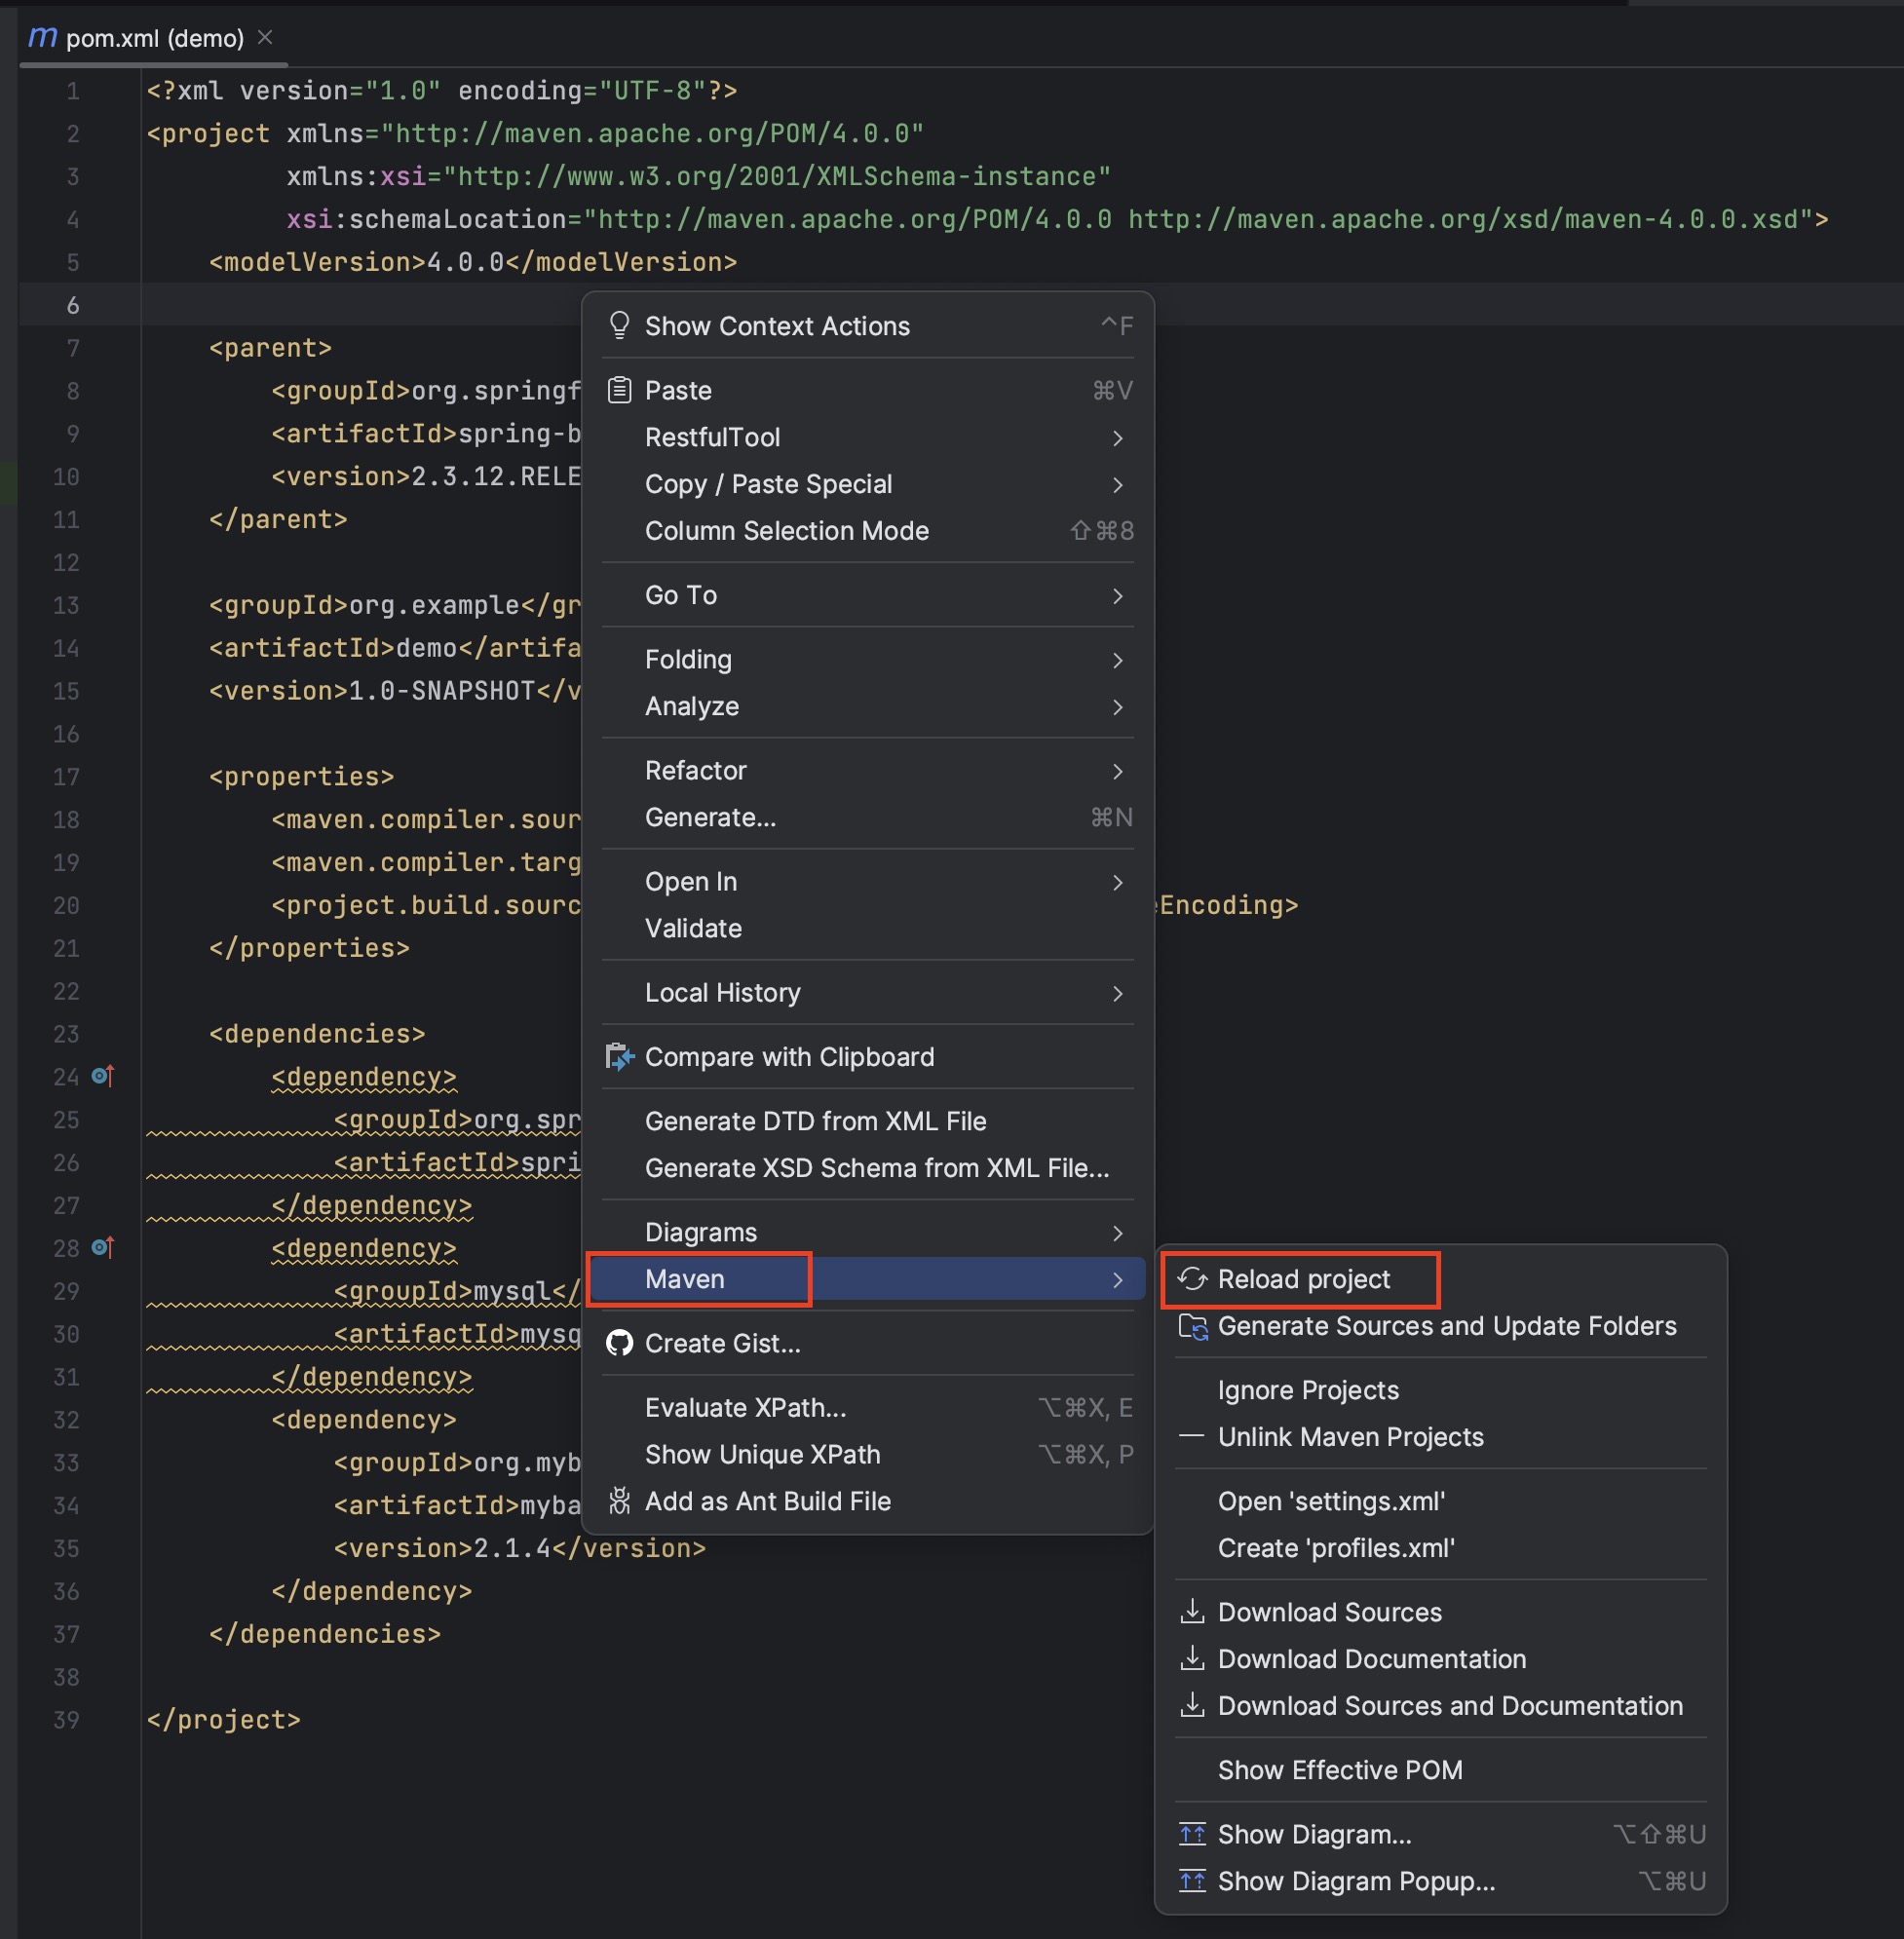 m pom.xml (demo) ×
1 <?xml version="1.0" encoding="UTF-8"?>
2 <project xmlns="http://maven.apache.org/POM/4.0.0"
3 xmlns:xsi="http://www.w3.org/2001/XMLSchema-instance"
4 xsi:schemaLocation="http://maven.apache.org/POM/4.0.0 http://maven.apache.org/xsd/maven-4.0.0.xsd">
5 <modelVersion>4.0.0</modelVersion>
6
7 <parent>
8 <groupId>org.springf
9 <artifactId>spring-b
10 <version>2.3.12.RELE
11 </parent>
12
13 <groupId>org.example</gr
14 <artifactId>demo</artifa
15 <version>1.0-SNAPSHOT</v
16
17 <properties>
18 <maven.compiler.sour
19 <maven.compiler.targ
20 <project.build.sourc eEncoding>
21 </properties>
22
23 <dependencies>
24 <dependency>
25 <groupId>org.spr
26 <artifactId>spri
27 </dependency>
28 <dependency>
29 <groupId>mysql</
30 <artifactId>mysq
31 </dependency>
32 <dependency>
33 <groupId>org.myb
34 <artifactId>myba
35 <version>2.1.4</version>
36 </dependency>
37 </dependencies>
38
39 </project>
Show Context Actions ^F
Paste ⌘V
RestfulTool
Copy / Paste Special
Column Selection Mode ⇧⌘8
Go To
Folding
Analyze
Refactor
Generate... ⌘N
Open In
Validate
Local History
Compare with Clipboard
Generate DTD from XML File
Generate XSD Schema from XML File...
Diagrams
Maven
Create Gist...
Evaluate XPath... ⌥⌘X, E
Show Unique XPath ⌥⌘X, P
Add as Ant Build File
Reload project
Generate Sources and Update Folders
Ignore Projects
Unlink Maven Projects
Open 'settings.xml'
Create 'profiles.xml'
Download Sources
Download Documentation
Download Sources and Documentation
Show Effective POM
Show Diagram... ⌥⇧⌘U
Show Diagram Popup... ⌥⌘U